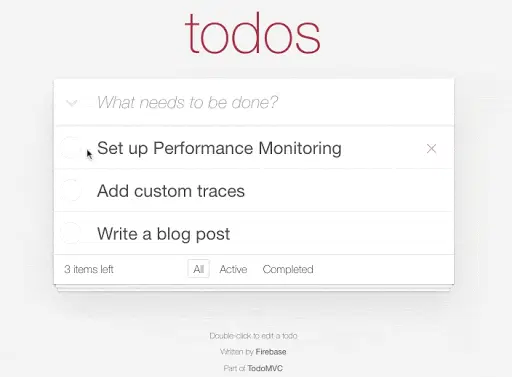 todos
What needs to be done?
Set up Performance Monitoring
Add custom traces
Write a blog post
3 items left All Active Completed
Double-click to edit a todo
Written by Firebase
Part of TodoMVC